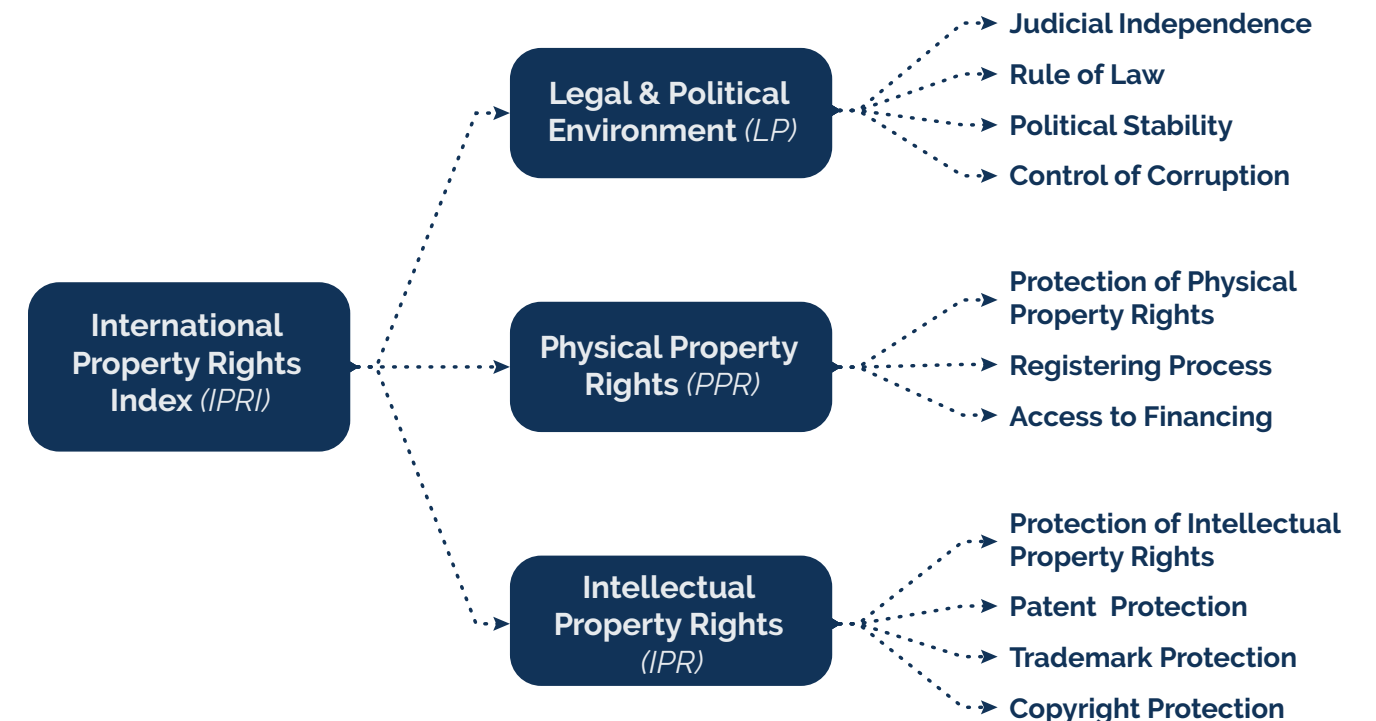 International
Property Rights
Index (IPRI)
Legal & Political
Environment (LP)
Judicial Independence
Rule of Law
Political Stability
Control of Corruption
Physical Property
Rights (PPR)
Protection of Physical
Property Rights
Registering Process
Access to Financing
Intellectual
Property Rights
(IPR)
Protection of Intellectual
Property Rights
Patent  Protection
Trademark Protection
Copyright Protection